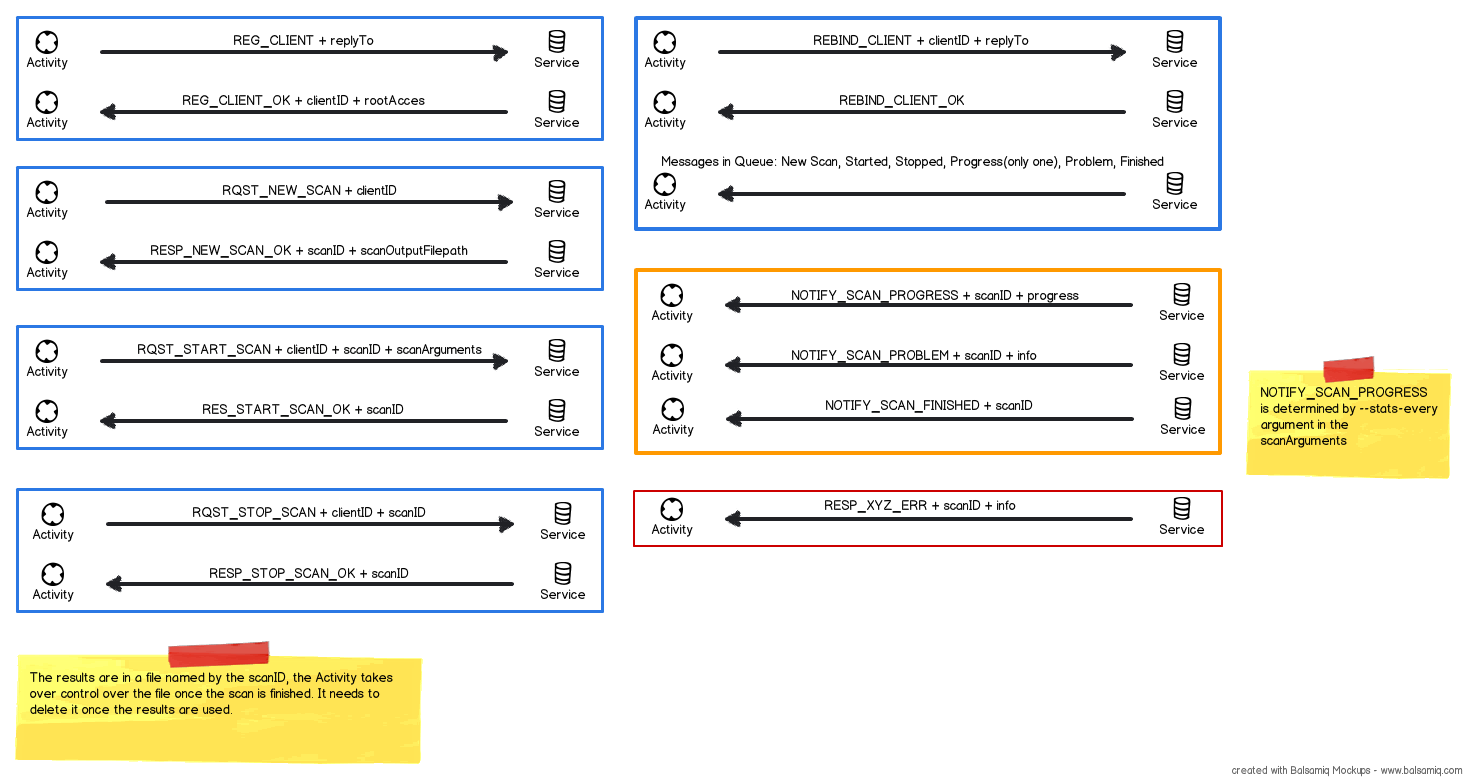 REG_CLIENT + replyTo
Activity
Service
REG_CLIENT_OK + clientID + rootAcces
Activity
Service
RQST_NEW_SCAN + clientID
Activity
Service
RESP_NEW_SCAN_OK + scanID + scanOutputFilepath
Activity
Service
RQST_START_SCAN + clientID + scanID + scanArguments
Activity
Service
RES_START_SCAN_OK + scanID
Activity
Service
RQST_STOP_SCAN + clientID + scanID
Activity
Service
RESP_STOP_SCAN_OK + scanID
Activity
Service
The results are in a file named by the scanID, the Activity takes
over control over the file once the scan is finished. It needs to
delete it once the results are used.
REBIND_CLIENT + clientID + replyTo
Activity
Service
REBIND_CLIENT_OK
Activity
Service
Messages in Queue: New Scan, Started, Stopped, Progress(only one), Problem, Finished
Activity
Service
NOTIFY_SCAN_PROGRESS + scanID + progress
Activity
Service
NOTIFY_SCAN_PROBLEM + scanID + info
Activity
Service
NOTIFY_SCAN_FINISHED + scanID
Activity
Service
RESP_XYZ_ERR + scanID + info
Activity
Service
NOTIFY_SCAN_PROGRESS
is determined by --stats-every
argument in the
scanArguments
created with Balsamiq Mockups - www.balsamiq.com